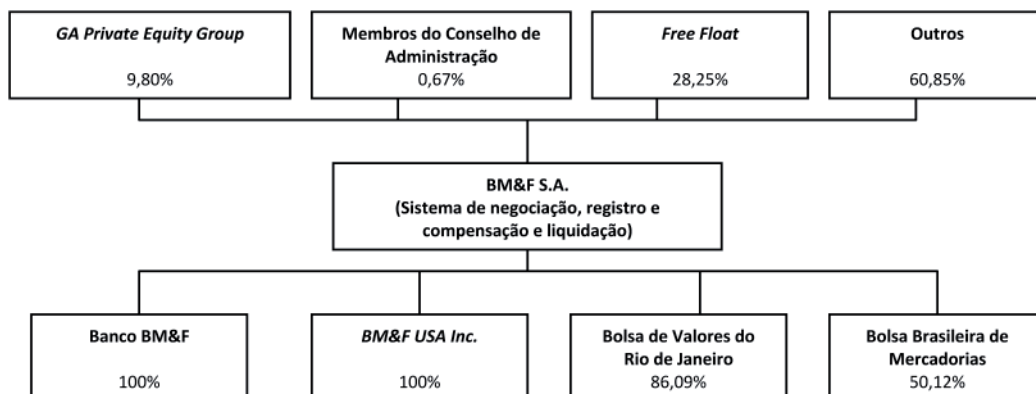 GA Private Equity Group
9,80%
Membros do Conselho de
Administração
0,67%
Free Float
28,25%
Outros
60,85%
BM&F S.A.
(Sistema de negociação, registro e
compensação e liquidação)
Banco BM&F
100%
BM&F USA Inc.
100%
Bolsa de Valores do
Rio de Janeiro
86,09%
Bolsa Brasileira de
Mercadorias
50,12%